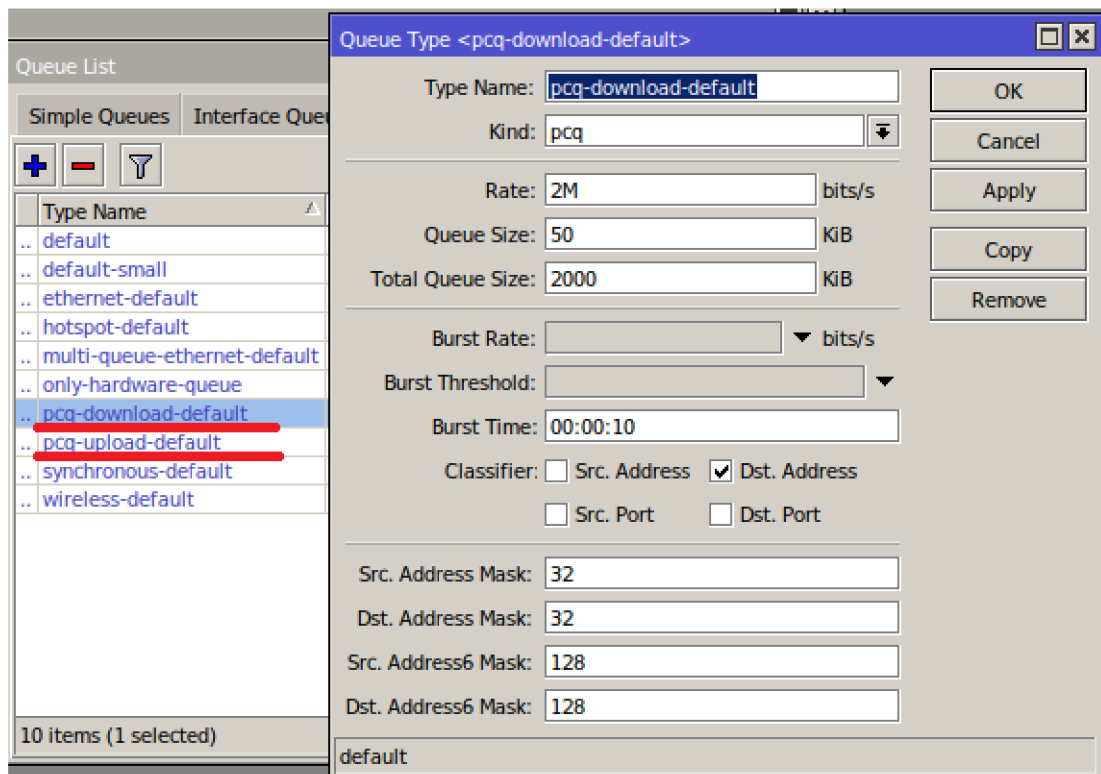 Queue List
Simple Queues Interface Que
Type Name
.. default
.. default-small
.. ethernet-default
.. hotspot-default
.. multi-queue-ethernet-default
.. only-hardware-queue
.. pcq-download-default
.. pcq-upload-default
.. synchronous-default
.. wireless-default
10 items (1 selected)
Queue Type <pcq-download-default>
Type Name: pcq-download-default
Kind: pcq
Rate: 2M bits/s
Queue Size: 50 KiB
Total Queue Size: 2000 KiB
Burst Rate: bits/s
Burst Threshold:
Burst Time: 00:00:10
Classifier: Src. Address Dst. Address
Src. Port Dst. Port
Src. Address Mask: 32
Dst. Address Mask: 32
Src. Address6 Mask: 128
Dst. Address6 Mask: 128
default
OK
Cancel
Apply
Copy
Remove